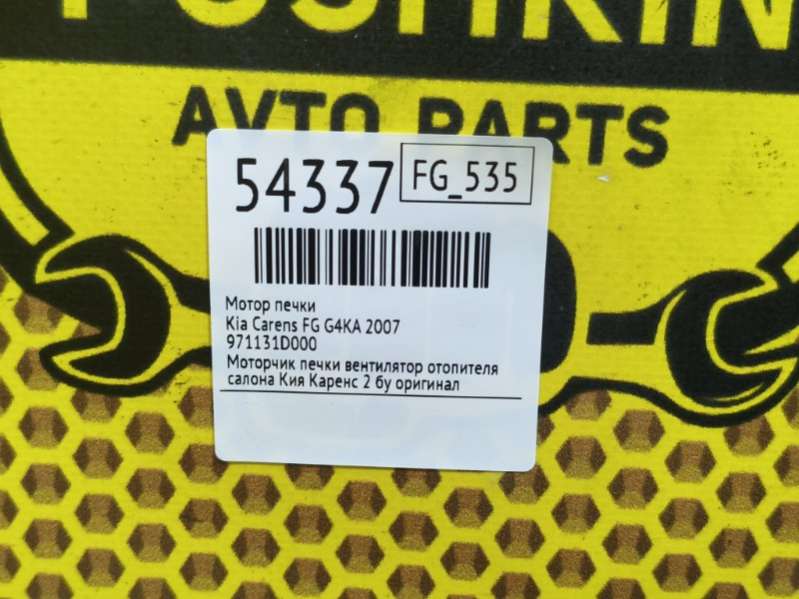 PUSHKIN
AVTO PARTS
54337
FG_535
Мотор печки
Kia Carens FG G4KA 2007
971131D000
Моторчик печки вентилятор отопителя
салона Кия Каренс 2 бу оригинал